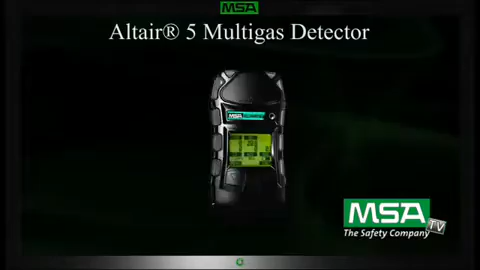 MSA
Altair® 5 Multigas Detector
MSA
MSA
TV
The Safety Company